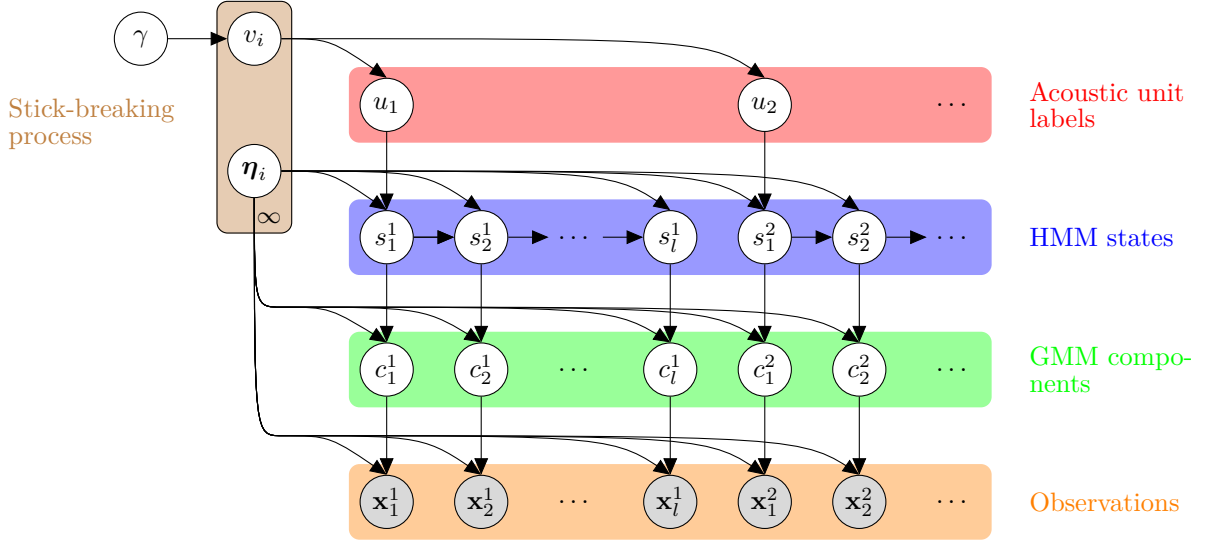 γ v_i
u_1 u_2 ⋯
Stick-breaking
process
Acoustic unit
labels
η_i
∞
s_1^1 s_2^1 ⋯ s_l^1 s_1^2 s_2^2 ⋯
HMM states
c_1^1 c_2^1 ⋯ c_l^1 c_1^2 c_2^2 ⋯
GMM compo-
nents
x_1^1 x_2^1 ⋯ x_l^1 x_1^2 x_2^2 ⋯
Observations